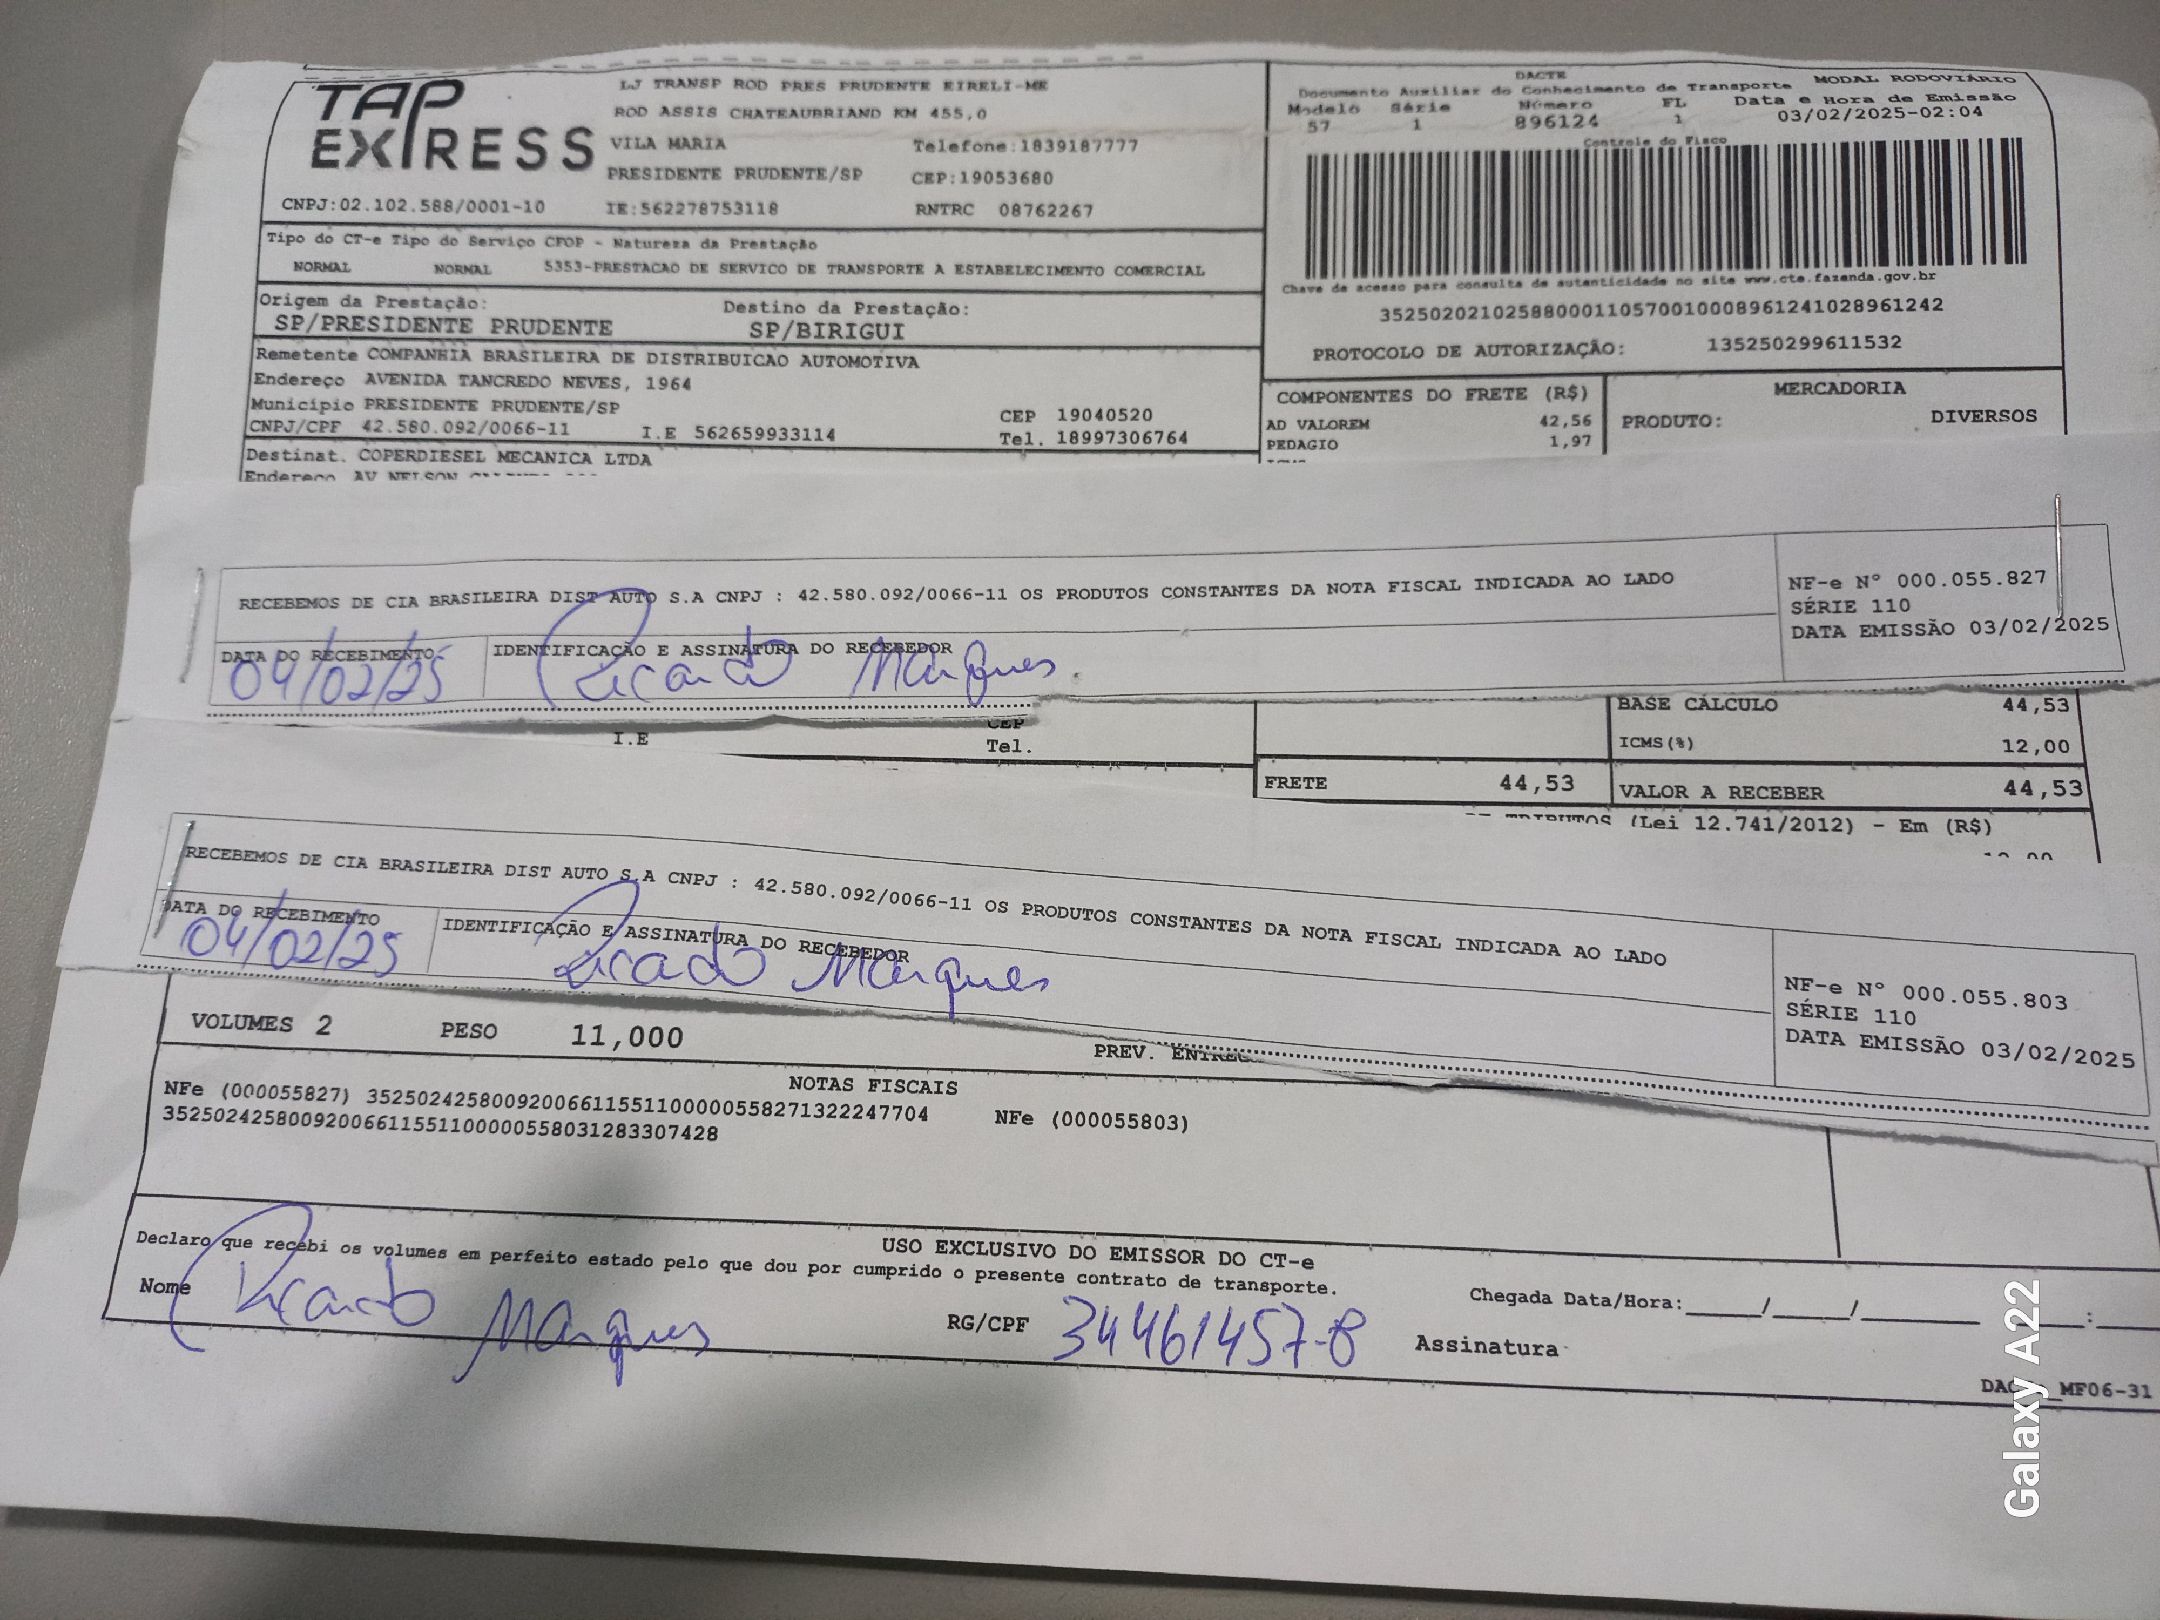 TAP EXPRESS
LJ TRANSP ROD PRES PRUDENTE EIRELI-ME
ROD ASSIS CHATEAUBRIAND KM 455,0
VILA MARIA Telefone:1839187777
PRESIDENTE PRUDENTE/SP CEP:19053680
CNPJ:02.102.588/0001-10 IE:562278753118 RNTRC 08762267
DACTE MODAL RODOVIÁRIO
Documento Auxiliar do Conhecimento de Transporte
Modelo Série Número FL Data e Hora de Emissão
57 1 896124 1 03/02/2025-02:04
Controle do Fisco
Chave de acesso para consulta de autenticidade no site www.cte.fazenda.gov.br
35250202102588000110570010008961241028961242
PROTOCOLO DE AUTORIZAÇÃO: 135250299611532
Tipo do CT-e Tipo do Serviço CFOP - Natureza da Prestação
NORMAL NORMAL 5353-PRESTACAO DE SERVICO DE TRANSPORTE A ESTABELECIMENTO COMERCIAL
Origem da Prestação: Destino da Prestação:
SP/PRESIDENTE PRUDENTE SP/BIRIGUI
Remetente COMPANHIA BRASILEIRA DE DISTRIBUICAO AUTOMOTIVA
Endereço AVENIDA TANCREDO NEVES, 1964
Municipio PRESIDENTE PRUDENTE/SP CEP 19040520
CNPJ/CPF 42.580.092/0066-11 I.E 562659933114 Tel. 18997306764
Destinat. COPERDIESEL MECANICA LTDA
Endereço AV NELSON
COMPONENTES DO FRETE (R$) MERCADORIA
AD VALOREM 42,56 PRODUTO: DIVERSOS
PEDAGIO 1,97
RECEBEMOS DE CIA BRASILEIRA DIST AUTO S.A CNPJ : 42.580.092/0066-11 OS PRODUTOS CONSTANTES DA NOTA FISCAL INDICADA AO LADO
NF-e Nº 000.055.827
SÉRIE 110
DATA EMISSÃO 03/02/2025
DATA DO RECEBIMENTO IDENTIFICAÇÃO E ASSINATURA DO RECEBEDOR
04/02/25 Ricardo Marques
CEP
I.E Tel.
BASE CÁLCULO 44,53
ICMS(%) 12,00
FRETE 44,53 VALOR A RECEBER 44,53
TRIBUTOS (Lei 12.741/2012) - Em (R$)
RECEBEMOS DE CIA BRASILEIRA DIST AUTO S.A CNPJ : 42.580.092/0066-11 OS PRODUTOS CONSTANTES DA NOTA FISCAL INDICADA AO LADO
DATA DO RECEBIMENTO IDENTIFICAÇÃO E ASSINATURA DO RECEBEDOR
04/02/25 Ricardo Marques
NF-e Nº 000.055.803
SÉRIE 110
DATA EMISSÃO 03/02/2025
VOLUMES 2 PESO 11,000 PREV.
NOTAS FISCAIS
NFe (000055827) 35250242580092006611551100000558271322247704 NFe (000055803)
35250242580092006611551100000558031283307428
USO EXCLUSIVO DO EMISSOR DO CT-e
Declaro que recebi os volumes em perfeito estado pelo que dou por cumprido o presente contrato de transporte.
Nome Ricardo Marques RG/CPF 34461457-8 Chegada Data/Hora:_____/_____/_________ ____:____
Assinatura
MF06-31
Galaxy A22